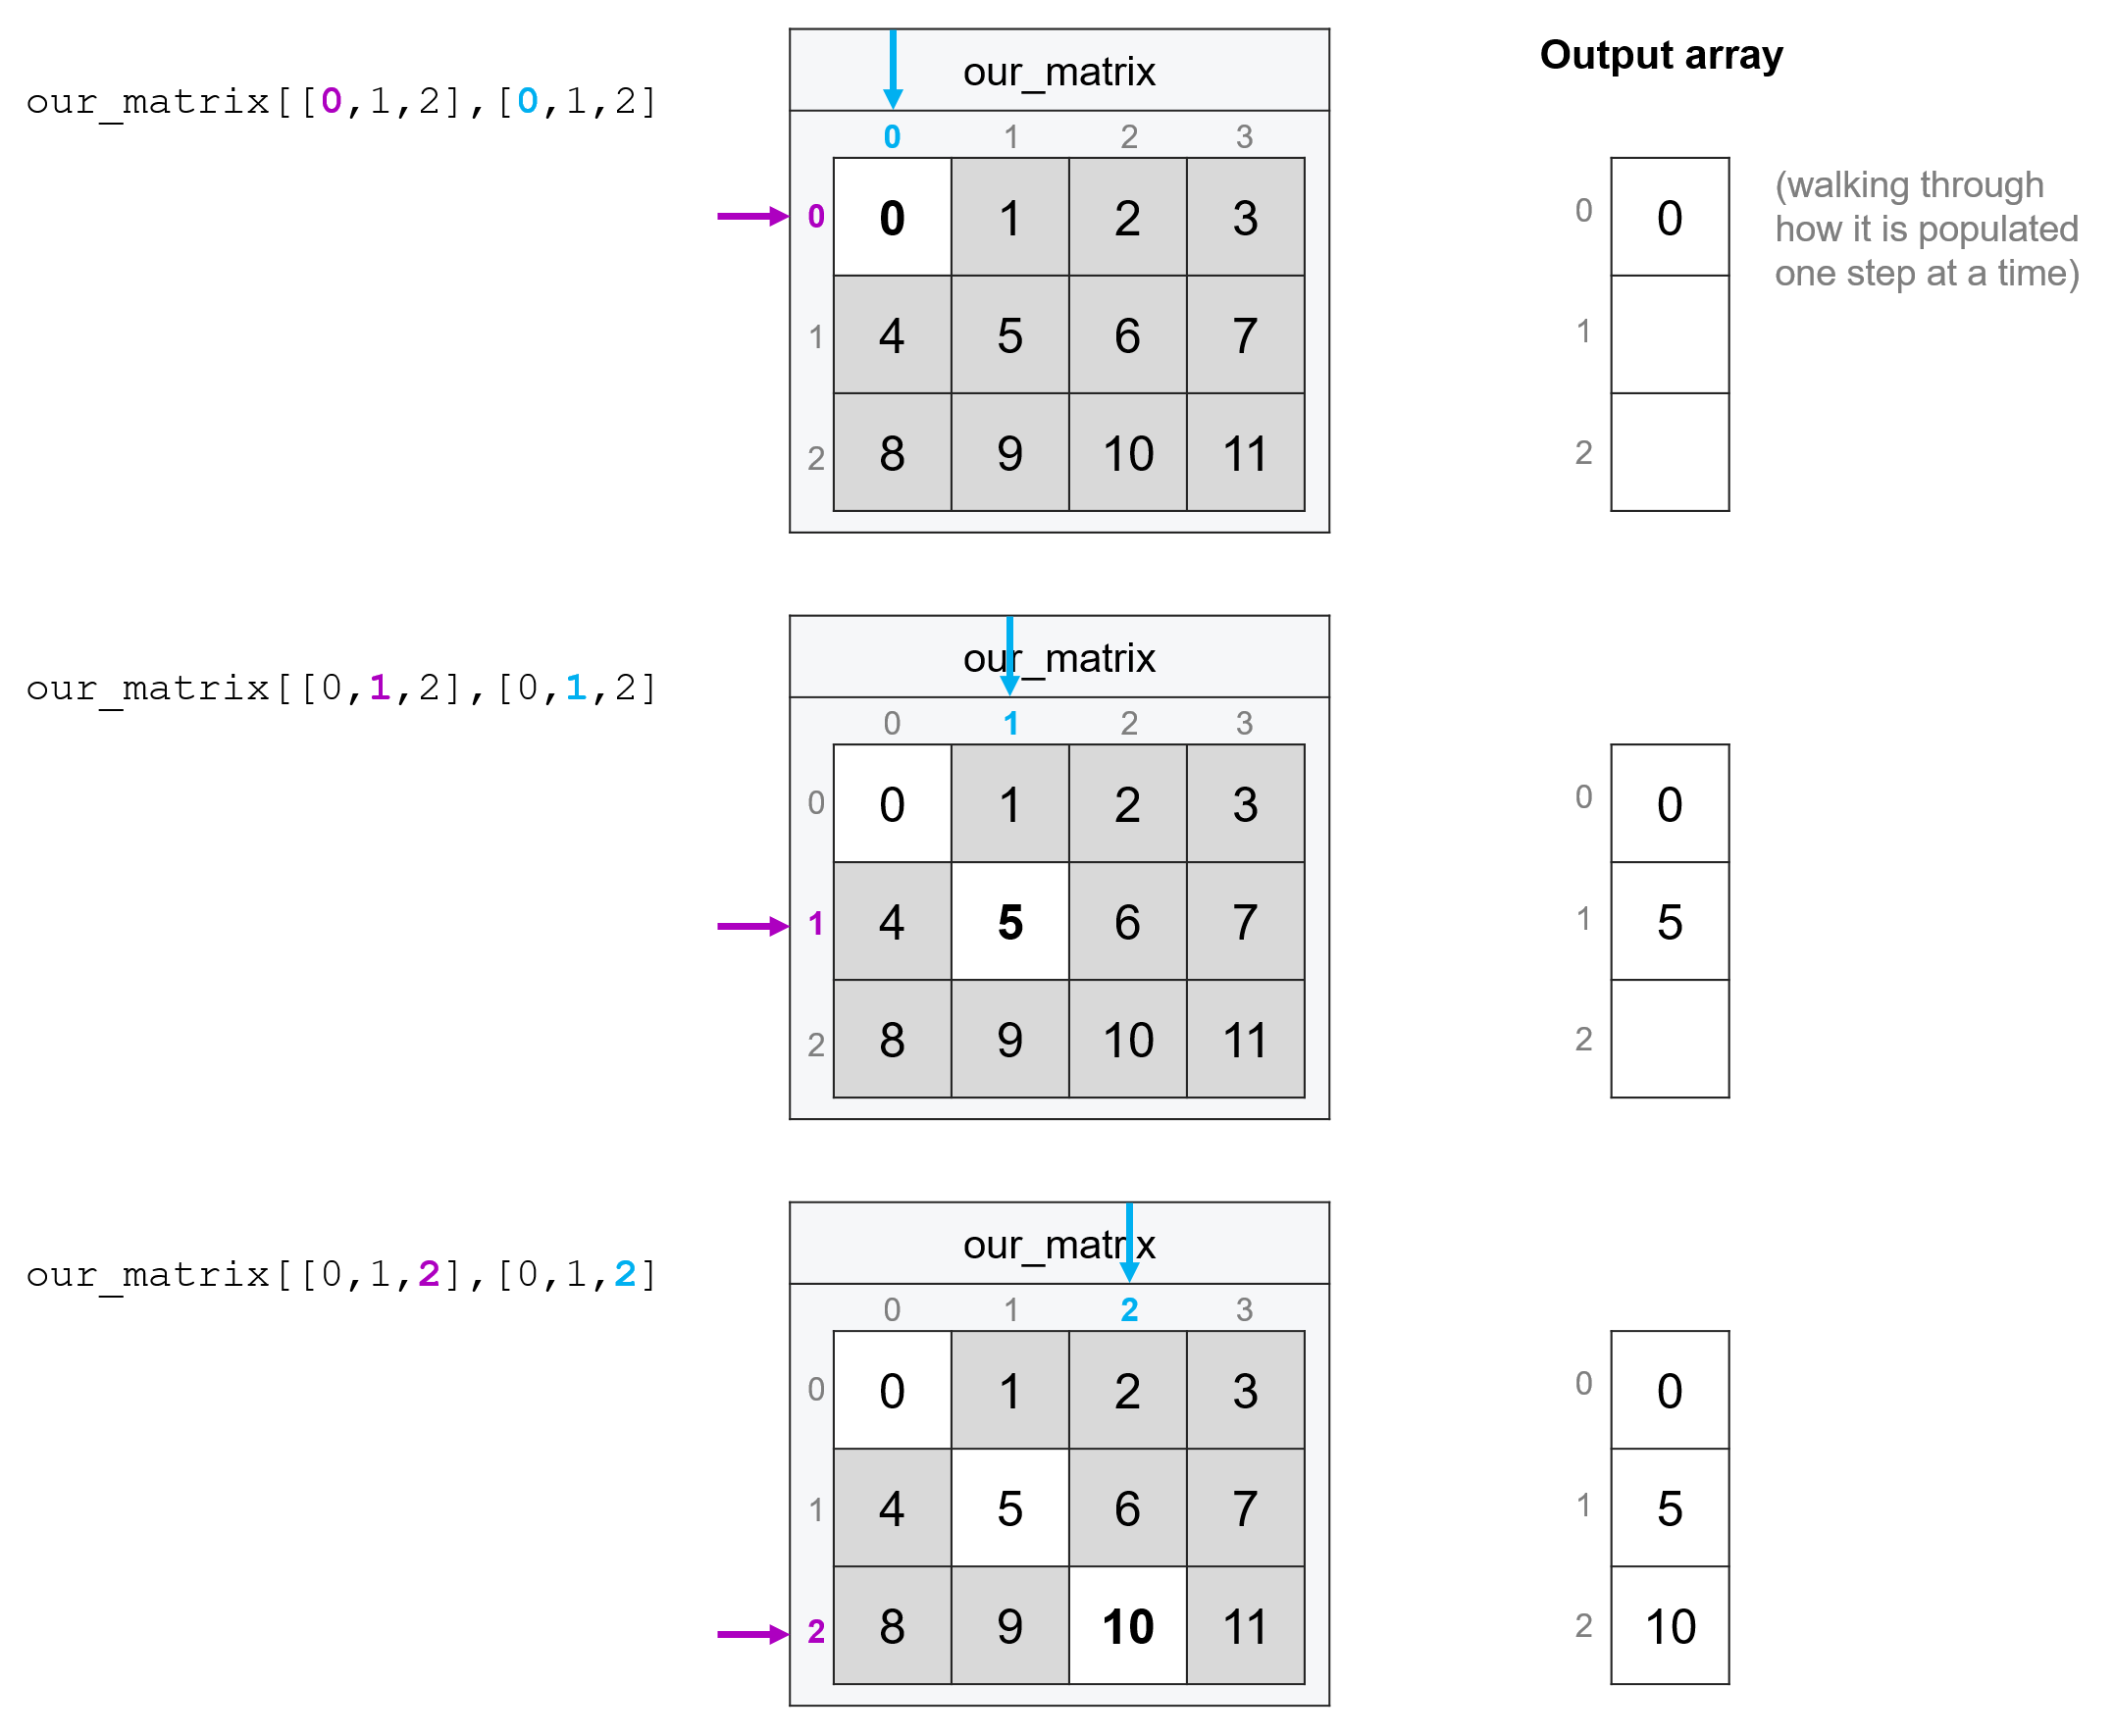 our_matrix[[0,1,2],[0,1,2]
our_matrix
0 1 2 3
0 0 1 2 3
1 4 5 6 7
2 8 9 10 11
Output array
0 0
1
2
(walking through
how it is populated
one step at a time)
our_matrix[[0,1,2],[0,1,2]
our_matrix
0 1 2 3
0 0 1 2 3
1 4 5 6 7
2 8 9 10 11
0 0
1 5
2
our_matrix[[0,1,2],[0,1,2]
our_matrix
0 1 2 3
0 0 1 2 3
1 4 5 6 7
2 8 9 10 11
0 0
1 5
2 10